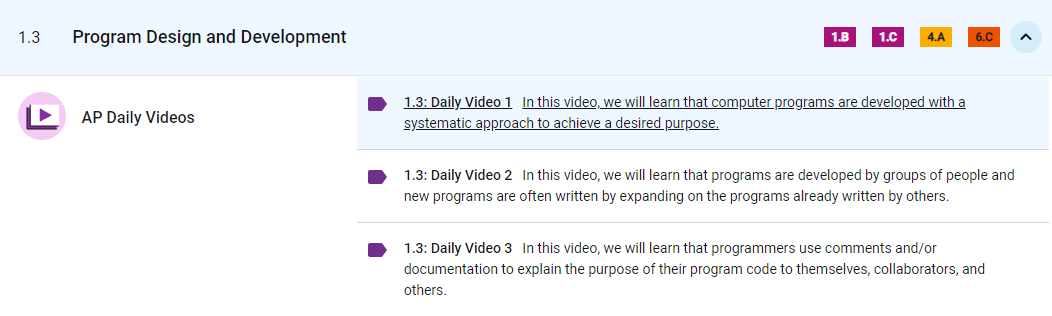 1.3 Program Design and Development 1.B 1.C 4.A 6.C
AP Daily Videos
1.3: Daily Video 1 In this video, we will learn that computer programs are developed with a
systematic approach to achieve a desired purpose.
1.3: Daily Video 2 In this video, we will learn that programs are developed by groups of people and
new programs are often written by expanding on the programs already written by others.
1.3: Daily Video 3 In this video, we will learn that programmers use comments and/or
documentation to explain the purpose of their program code to themselves, collaborators, and
others.